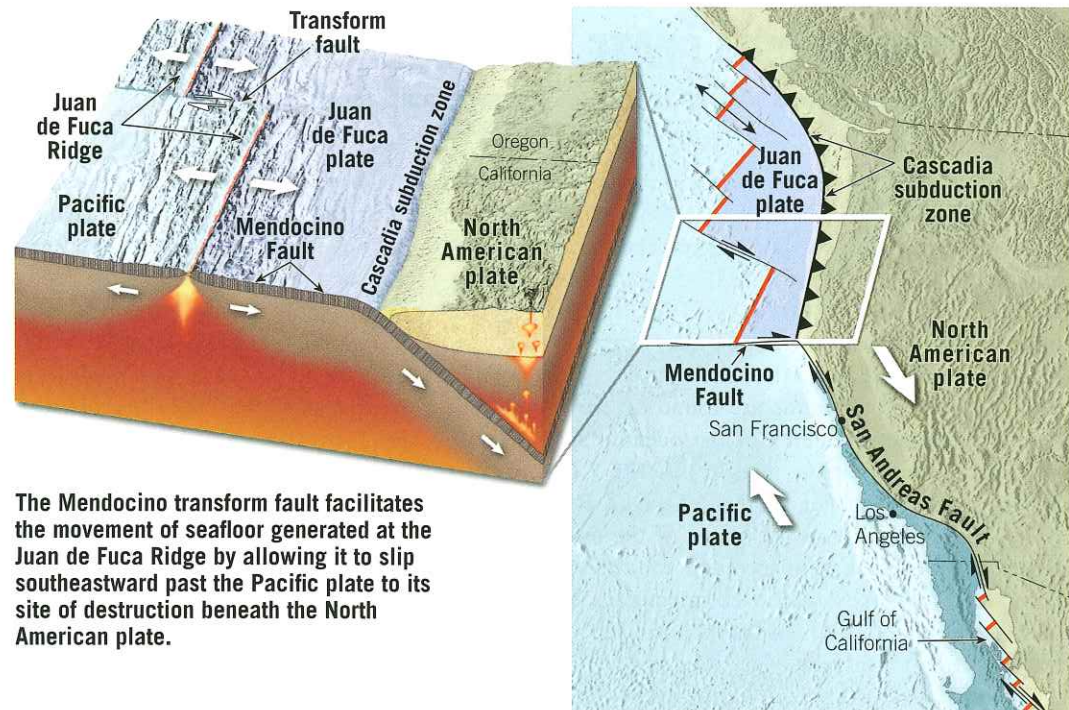 Transform
fault
Juan
de Fuca
Ridge
Juan
de Fuca
plate
Pacific
plate
Mendocino
Fault
Cascadia subduction zone
Oregon
California
North
American
plate
Juan
de Fuca
plate
Cascadia
subduction
zone
North
American
plate
Mendocino
Fault
San Francisco
San Andreas Fault
Los
Angeles
Pacific
plate
Gulf of
California
The Mendocino transform fault facilitates
the movement of seafloor generated at the
Juan de Fuca Ridge by allowing it to slip
southeastward past the Pacific plate to its
site of destruction beneath the North
American plate.